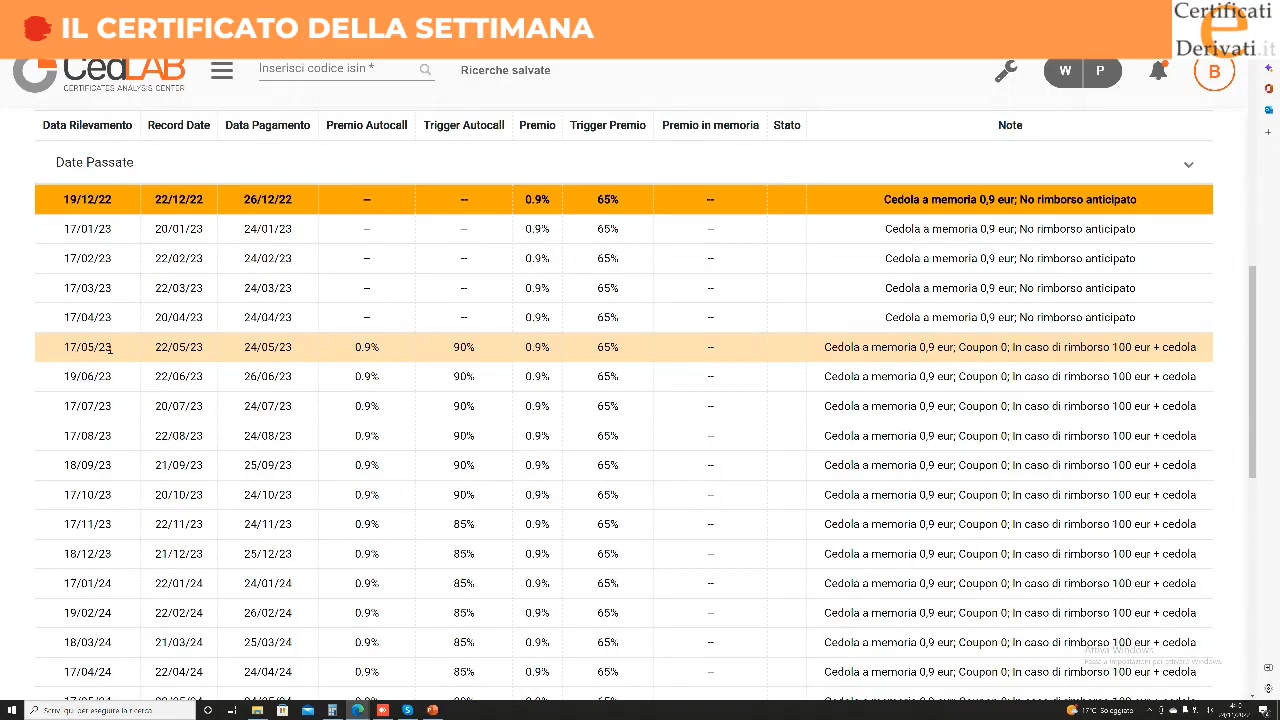 IL CERTIFICATO DELLA SETTIMANA
Certificati
e
Derivati.it
CedLAB
CERTIFICATES ANALYSIS CENTER
Inserisci codice isin *
Ricerche salvate
W P
B
Data Rilevamento Record Date Data Pagamento Premio Autocall Trigger Autocall Premio Trigger Premio Premio in memoria Stato Note
Date Passate
19/12/22 22/12/22 26/12/22 -- -- 0.9% 65% -- Cedola a memoria 0,9 eur; No rimborso anticipato
17/01/23 20/01/23 24/01/23 -- -- 0.9% 65% -- Cedola a memoria 0,9 eur; No rimborso anticipato
17/02/23 22/02/23 24/02/23 -- -- 0.9% 65% -- Cedola a memoria 0,9 eur; No rimborso anticipato
17/03/23 22/03/23 24/03/23 -- -- 0.9% 65% -- Cedola a memoria 0,9 eur; No rimborso anticipato
17/04/23 20/04/23 24/04/23 -- -- 0.9% 65% -- Cedola a memoria 0,9 eur; No rimborso anticipato
17/05/23 22/05/23 24/05/23 0.9% 90% 0.9% 65% -- Cedola a memoria 0,9 eur; Coupon 0; In caso di rimborso 100 eur + cedola
19/06/23 22/06/23 26/06/23 0.9% 90% 0.9% 65% -- Cedola a memoria 0,9 eur; Coupon 0; In caso di rimborso 100 eur + cedola
17/07/23 20/07/23 24/07/23 0.9% 90% 0.9% 65% -- Cedola a memoria 0,9 eur; Coupon 0; In caso di rimborso 100 eur + cedola
17/08/23 22/08/23 24/08/23 0.9% 90% 0.9% 65% -- Cedola a memoria 0,9 eur; Coupon 0; In caso di rimborso 100 eur + cedola
18/09/23 21/09/23 25/09/23 0.9% 90% 0.9% 65% -- Cedola a memoria 0,9 eur; Coupon 0; In caso di rimborso 100 eur + cedola
17/10/23 20/10/23 24/10/23 0.9% 90% 0.9% 65% -- Cedola a memoria 0,9 eur; Coupon 0; In caso di rimborso 100 eur + cedola
17/11/23 22/11/23 24/11/23 0.9% 85% 0.9% 65% -- Cedola a memoria 0,9 eur; Coupon 0; In caso di rimborso 100 eur + cedola
18/12/23 21/12/23 25/12/23 0.9% 85% 0.9% 65% -- Cedola a memoria 0,9 eur; Coupon 0; In caso di rimborso 100 eur + cedola
17/01/24 22/01/24 24/01/24 0.9% 85% 0.9% 65% -- Cedola a memoria 0,9 eur; Coupon 0; In caso di rimborso 100 eur + cedola
19/02/24 22/02/24 26/02/24 0.9% 85% 0.9% 65% -- Cedola a memoria 0,9 eur; Coupon 0; In caso di rimborso 100 eur + cedola
18/03/24 21/03/24 25/03/24 0.9% 85% 0.9% 65% -- Cedola a memoria 0,9 eur; Coupon 0; In caso di rimborso 100 eur + cedola
17/04/24 22/04/24 24/04/24 0.9% 85% 0.9% 65% -- Cedola a memoria 0,9 eur; Coupon 0; In caso di rimborso 100 eur + cedola
Attiva Windows
Passa a Impostazioni per attivare Windows.
Scrivi qui per eseguire la ricerca
17°C Soleggiato
24/11/2022